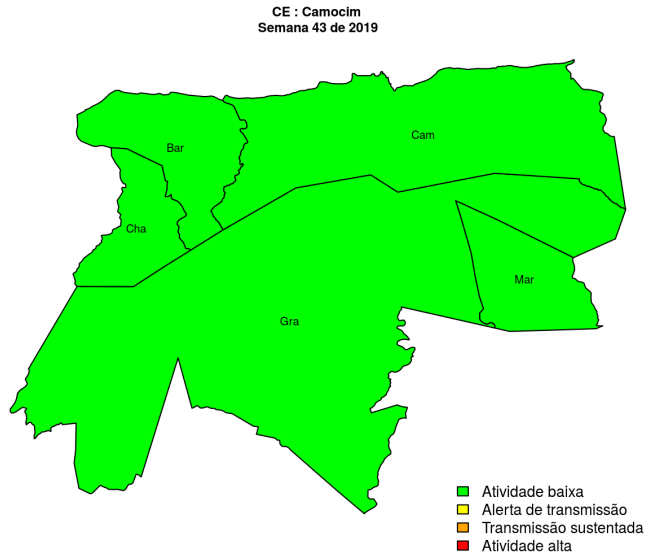 CE : Camocim
Semana 43 de 2019
Bar
Cam
Cha
Mar
Gra
Atividade baixa
Alerta de transmissão
Transmissão sustentada
Atividade alta